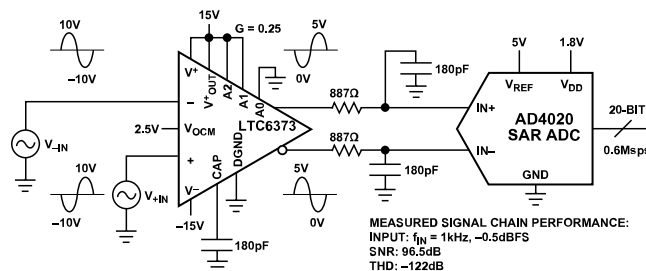 15V
G = 0.25
10V
–10V
5V
0V
V+
V+OUT
A2
A1
A0
LTC6373
–
2.5V
VOCM
+
V–
CAP
DGND
V–IN
10V
–10V
V+IN
–15V
180pF
5V
0V
887Ω
180pF
887Ω
180pF
5V
1.8V
VREF
VDD
IN+
AD4020
SAR ADC
IN–
GND
20-BIT
0.6Msps
MEASURED SIGNAL CHAIN PERFORMANCE:
INPUT: fIN = 1kHz, –0.5dBFS
SNR: 96.5dB
THD: –122dB